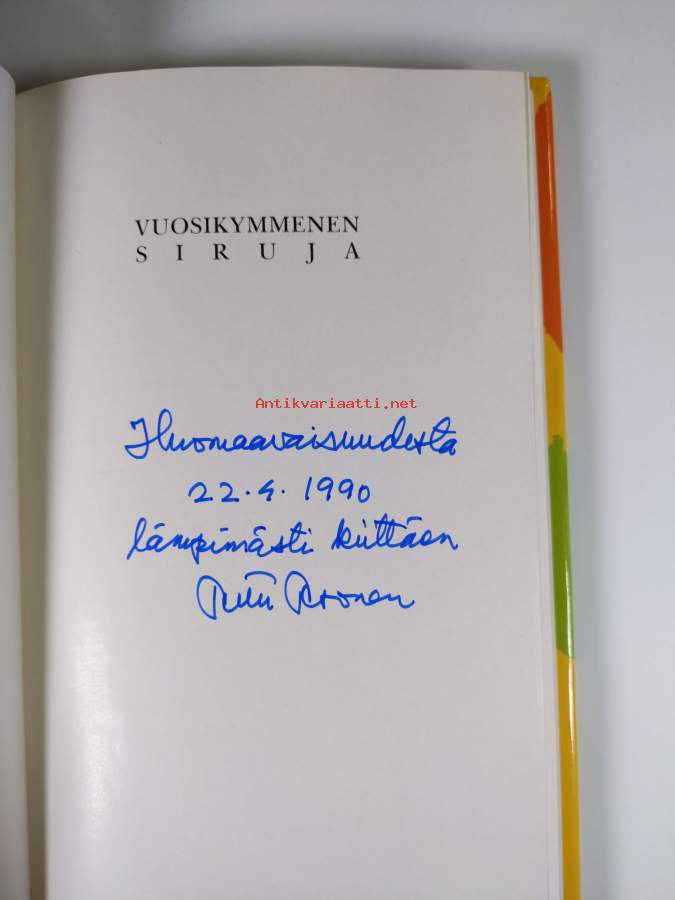 VUOSIKYMMENEN
SIRUJA
Antikvariaatti.net
Huomaavaisuudesta
22.4.1990
lämpimästi kiittäen